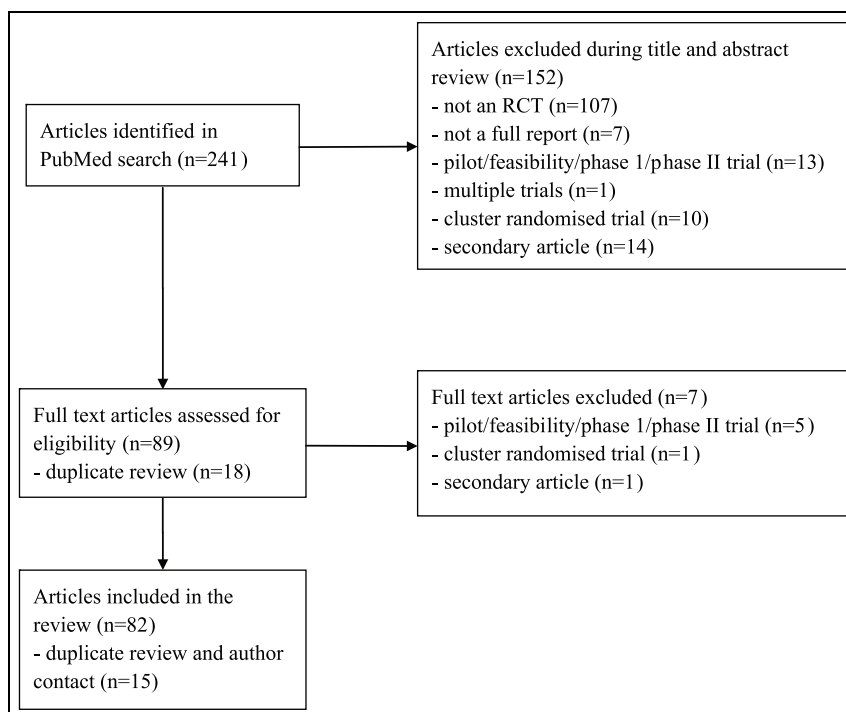 Articles identified in
PubMed search (n=241)
Articles excluded during title and abstract
review (n=152)
- not an RCT (n=107)
- not a full report (n=7)
- pilot/feasibility/phase 1/phase II trial (n=13)
- multiple trials (n=1)
- cluster randomised trial (n=10)
- secondary article (n=14)
Full text articles assessed for
eligibility (n=89)
- duplicate review (n=18)
Full text articles excluded (n=7)
- pilot/feasibility/phase 1/phase II trial (n=5)
- cluster randomised trial (n=1)
- secondary article (n=1)
Articles included in the
review (n=82)
- duplicate review and author
contact (n=15)